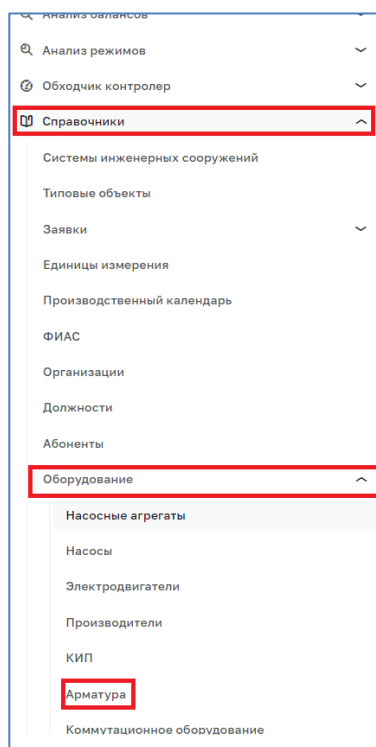 Анализ балансов
Анализ режимов
Обходчик контролер
Справочники
Системы инженерных сооружений
Типовые объекты
Заявки
Единицы измерения
Производственный календарь
ФИАС
Организации
Должности
Абоненты
Оборудование
Насосные агрегаты
Насосы
Электродвигатели
Производители
КИП
Арматура
Коммутационное оборудование